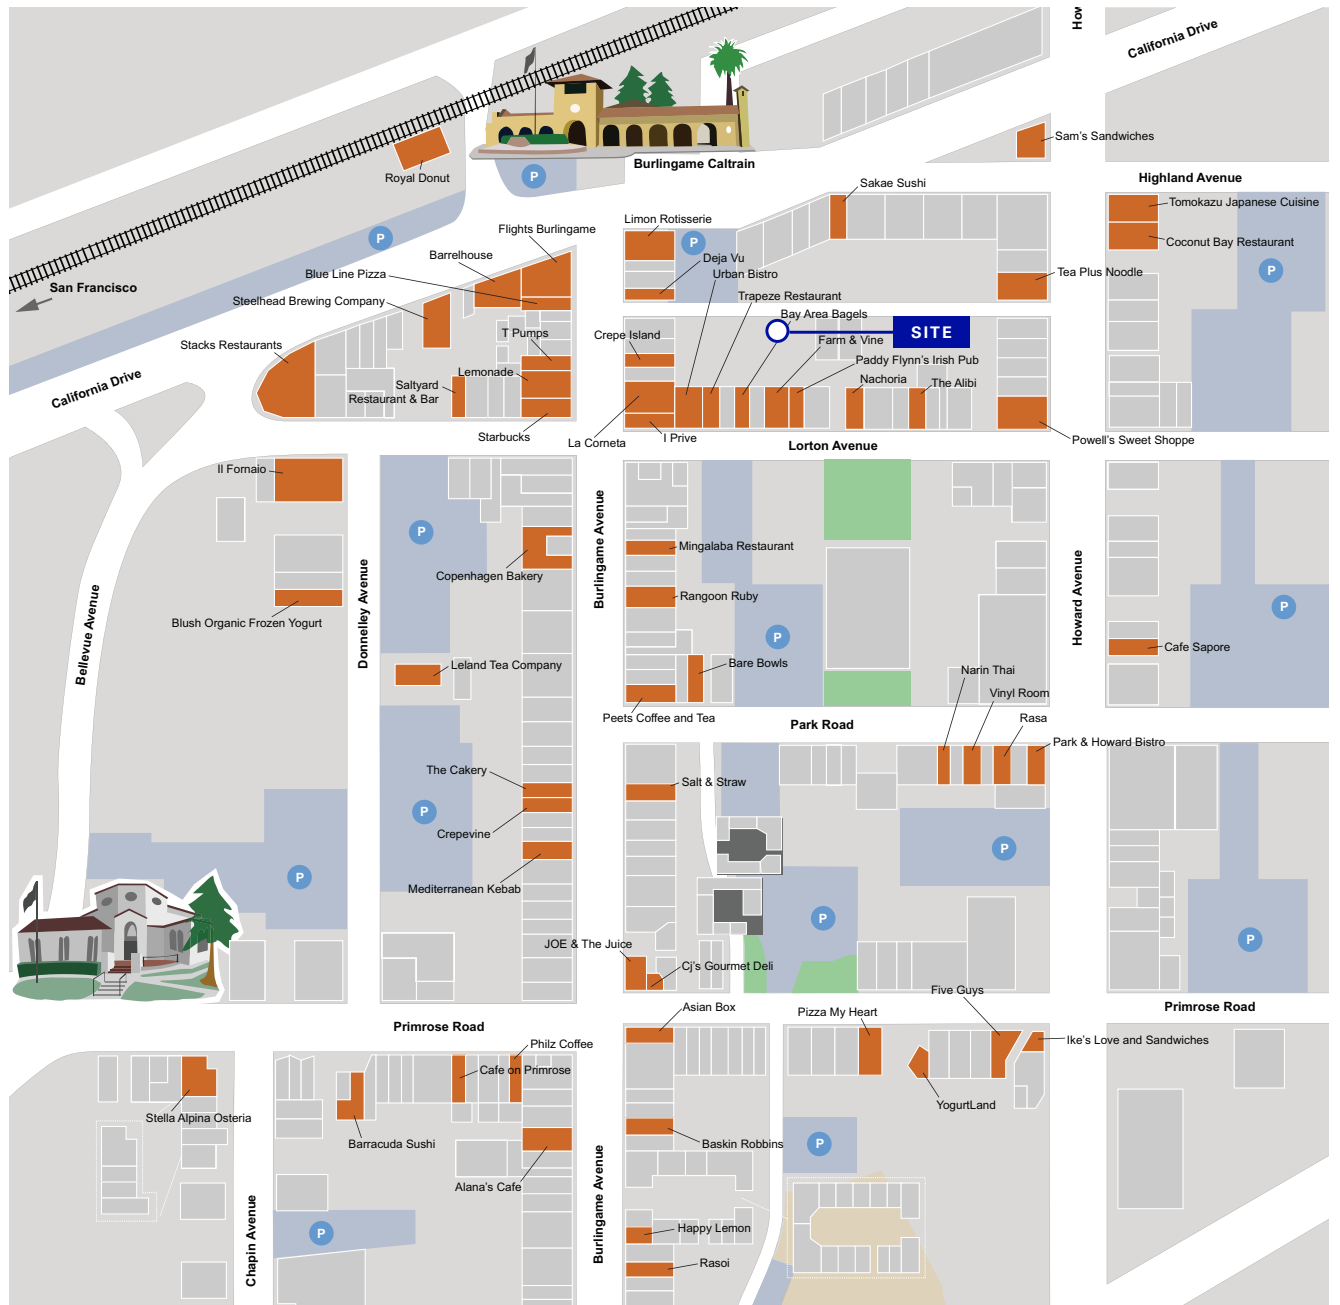 How
California Drive
Sam's Sandwiches
Burlingame Caltrain
P
Royal Donut
Highland Avenue
Sakae Sushi
Tomokazu Japanese Cuisine
Limon Rotisserie
Flights Burlingame
P
P
Coconut Bay Restaurant
Barrelhouse
Deja Vu
Blue Line Pizza
Urban Bistro
Tea Plus Noodle
P
San Francisco
Trapeze Restaurant
Steelhead Brewing Company
Bay Area Bagels
SITE
T Pumps
Crepe Island
Farm & Vine
Stacks Restaurants
Paddy Flynn's Irish Pub
Lemonade
Nachoria
The Alibi
Saltyard
Restaurant & Bar
California Drive
Starbucks
La Corneta
I Prive
Lorton Avenue
Powell's Sweet Shoppe
Il Fornaio
P
Burlingame Avenue
Mingalaba Restaurant
Copenhagen Bakery
Howard Avenue
Rangoon Ruby
P
Donnelley Avenue
Blush Organic Frozen Yogurt
Bellevue Avenue
P
Cafe Sapore
Leland Tea Company
Bare Bowls
Narin Thai
Vinyl Room
Peets Coffee and Tea
Park Road
Rasa
Park & Howard Bistro
The Cakery
Salt & Straw
P
Crepevine
P
P
Mediterranean Kebab
P
P
JOE & The Juice
Cj's Gourmet Deli
Five Guys
Asian Box
Pizza My Heart
Primrose Road
Primrose Road
Philz Coffee
Ike's Love and Sandwiches
Cafe on Primrose
YogurtLand
Stella Alpina Osteria
Barracuda Sushi
Baskin Robbins
P
Alana's Cafe
Burlingame Avenue
Chapin Avenue
P
Happy Lemon
Rasoi